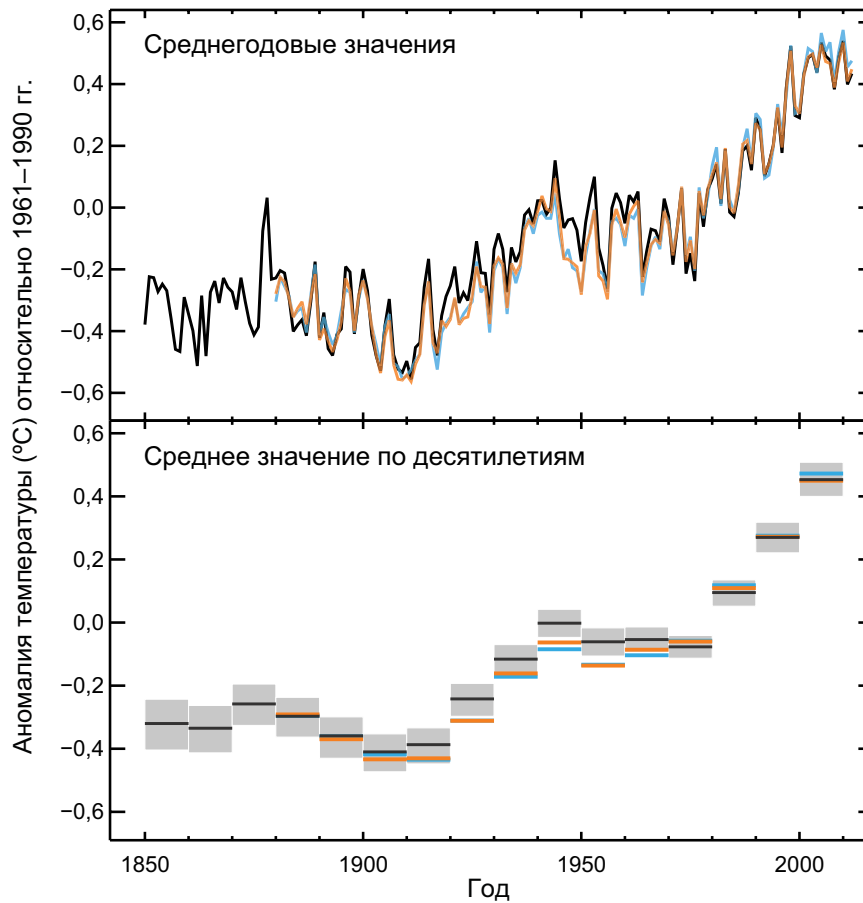 Аномалия температуры (ºC) относительно 1961–1990 гг.
Среднегодовые значения
0,6
0,4
0,2
0,0
−0,2
−0,4
−0,6
Среднее значение по десятилетиям
0,6
0,4
0,2
0,0
−0,2
−0,4
−0,6
1850 1900 1950 2000
Год